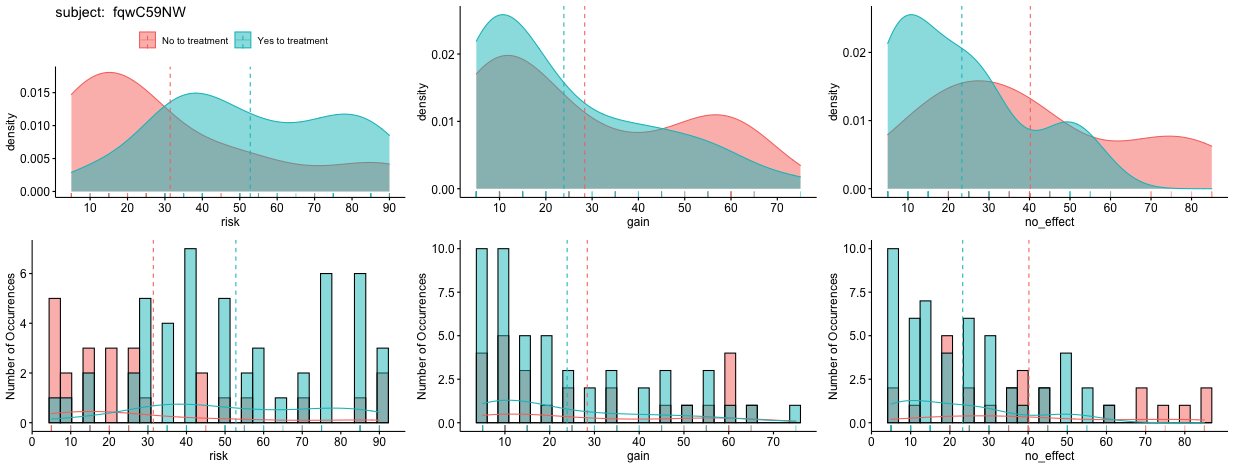 subject: fqwC59NW
No to treatment Yes to treatment
density
0.015
0.010
0.005
0.000
10 20 30 40 50 60 70 80 90
risk
density
0.02
0.01
0.00
10 20 30 40 50 60 70
gain
density
0.02
0.01
0.00
10 20 30 40 50 60 70 80
no_effect
Number of Occurrences
6
4
2
0
0 10 20 30 40 50 60 70 80 90
risk
Number of Occurrences
10.0
7.5
5.0
2.5
0.0
10 20 30 40 50 60 70
gain
Number of Occurrences
10.0
7.5
5.0
2.5
0.0
0 10 20 30 40 50 60 70 80
no_effect